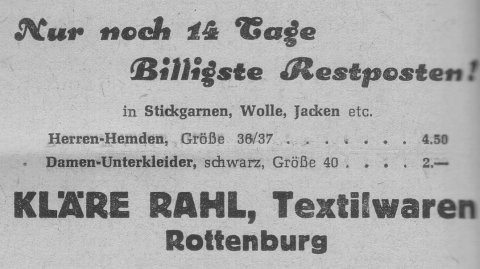 Nur noch 14 Tage
Billigste Restposten!
in Stickgarnen, Wolle, Jacken etc.
Herren-Hemden, Größe 36/37 . . . . . . . 4.50
Damen-Unterkleider, schwarz, Größe 40 . . . . 2.—
KLÄRE RAHL, Textilwaren
Rottenburg